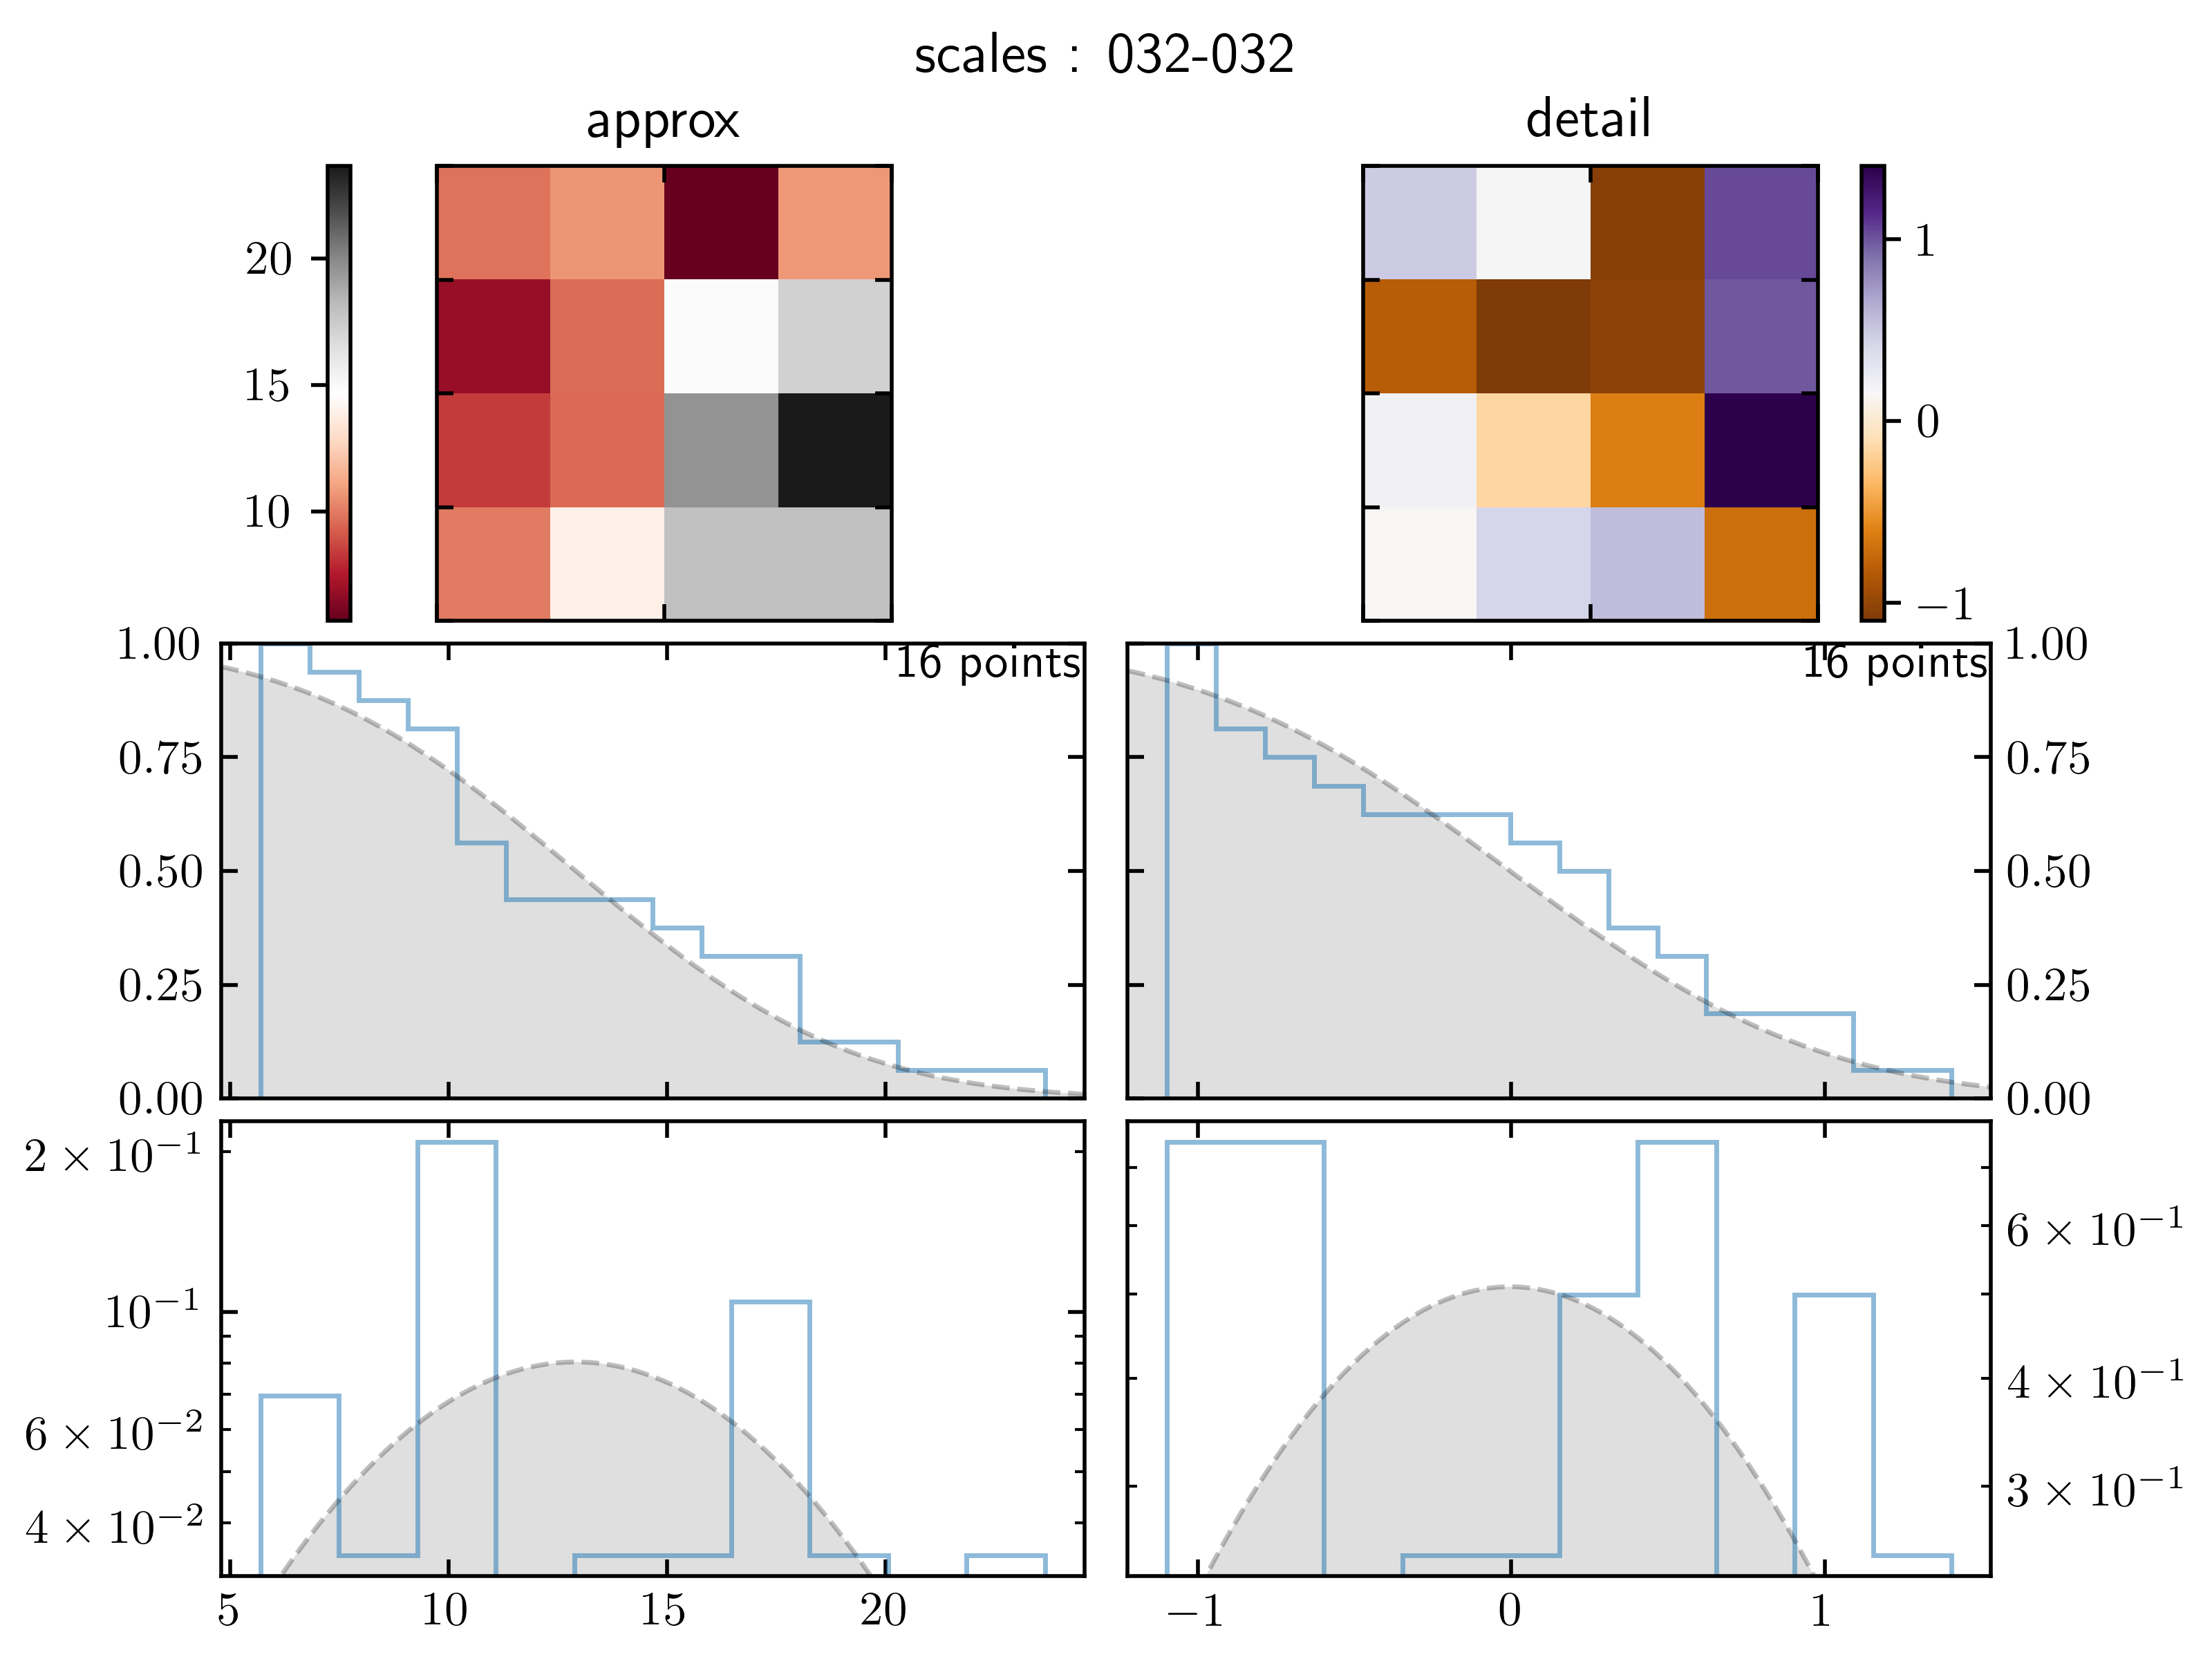 scales : 032-032
approx
detail
20
15
10
1
0
−1
1.00
0.75
0.50
0.25
0.00
16 points
16 points
1.00
0.75
0.50
0.25
0.00
2 × 10⁻¹
10⁻¹
6 × 10⁻²
4 × 10⁻²
6 × 10⁻¹
4 × 10⁻¹
3 × 10⁻¹
5 10 15 20
−1 0 1